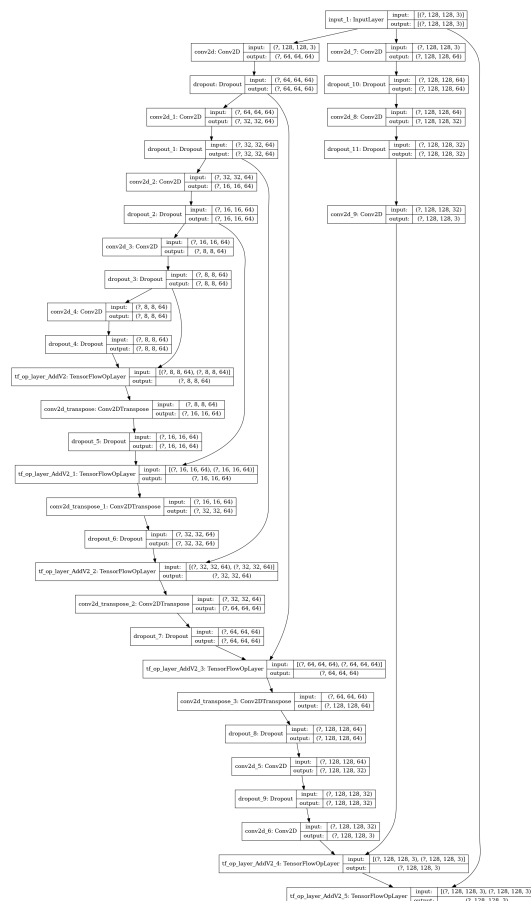 input_1: InputLayer input: [(?, 128, 128, 3)]
output: [(?, 128, 128, 3)]
conv2d: Conv2D input: (?, 128, 128, 3)
output: (?, 64, 64, 64)
conv2d_7: Conv2D input: (?, 128, 128, 3)
output: (?, 128, 128, 64)
dropout: Dropout input: (?, 64, 64, 64)
output: (?, 64, 64, 64)
dropout_10: Dropout input: (?, 128, 128, 64)
output: (?, 128, 128, 64)
conv2d_1: Conv2D input: (?, 64, 64, 64)
output: (?, 32, 32, 64)
conv2d_8: Conv2D input: (?, 128, 128, 64)
output: (?, 128, 128, 32)
dropout_1: Dropout input: (?, 32, 32, 64)
output: (?, 32, 32, 64)
dropout_11: Dropout input: (?, 128, 128, 32)
output: (?, 128, 128, 32)
conv2d_2: Conv2D input: (?, 32, 32, 64)
output: (?, 16, 16, 64)
dropout_2: Dropout input: (?, 16, 16, 64)
output: (?, 16, 16, 64)
conv2d_9: Conv2D input: (?, 128, 128, 32)
output: (?, 128, 128, 3)
conv2d_3: Conv2D input: (?, 16, 16, 64)
output: (?, 8, 8, 64)
dropout_3: Dropout input: (?, 8, 8, 64)
output: (?, 8, 8, 64)
conv2d_4: Conv2D input: (?, 8, 8, 64)
output: (?, 8, 8, 64)
dropout_4: Dropout input: (?, 8, 8, 64)
output: (?, 8, 8, 64)
tf_op_layer_AddV2: TensorFlowOpLayer input: [(?, 8, 8, 64), (?, 8, 8, 64)]
output: (?, 8, 8, 64)
conv2d_transpose: Conv2DTranspose input: (?, 8, 8, 64)
output: (?, 16, 16, 64)
dropout_5: Dropout input: (?, 16, 16, 64)
output: (?, 16, 16, 64)
tf_op_layer_AddV2_1: TensorFlowOpLayer input: [(?, 16, 16, 64), (?, 16, 16, 64)]
output: (?, 16, 16, 64)
conv2d_transpose_1: Conv2DTranspose input: (?, 16, 16, 64)
output: (?, 32, 32, 64)
dropout_6: Dropout input: (?, 32, 32, 64)
output: (?, 32, 32, 64)
tf_op_layer_AddV2_2: TensorFlowOpLayer input: [(?, 32, 32, 64), (?, 32, 32, 64)]
output: (?, 32, 32, 64)
conv2d_transpose_2: Conv2DTranspose input: (?, 32, 32, 64)
output: (?, 64, 64, 64)
dropout_7: Dropout input: (?, 64, 64, 64)
output: (?, 64, 64, 64)
tf_op_layer_AddV2_3: TensorFlowOpLayer input: [(?, 64, 64, 64), (?, 64, 64, 64)]
output: (?, 64, 64, 64)
conv2d_transpose_3: Conv2DTranspose input: (?, 64, 64, 64)
output: (?, 128, 128, 64)
dropout_8: Dropout input: (?, 128, 128, 64)
output: (?, 128, 128, 64)
conv2d_5: Conv2D input: (?, 128, 128, 64)
output: (?, 128, 128, 32)
dropout_9: Dropout input: (?, 128, 128, 32)
output: (?, 128, 128, 32)
conv2d_6: Conv2D input: (?, 128, 128, 32)
output: (?, 128, 128, 3)
tf_op_layer_AddV2_4: TensorFlowOpLayer input: [(?, 128, 128, 3), (?, 128, 128, 3)]
output: (?, 128, 128, 3)
tf_op_layer_AddV2_5: TensorFlowOpLayer input: [(?, 128, 128, 3), (?, 128, 128, 3)]
output: (?, 128, 128, 3)